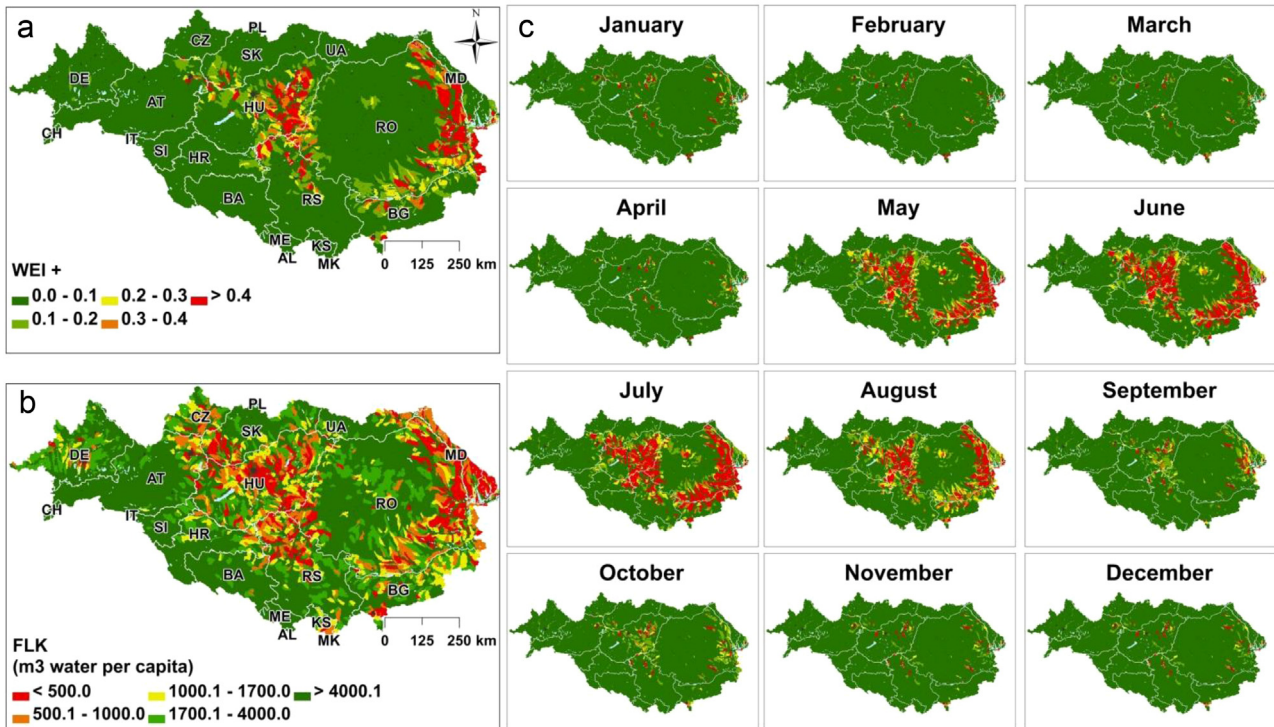 a
PL
CZ
N
SK
UA
DE
MD
AT
HU
RO
CH
IT
SI
HR
BA
RS
BG
ME
KS
AL
MK
0 125 250 km
WEI +
0.0 - 0.1 0.2 - 0.3 > 0.4
0.1 - 0.2 0.3 - 0.4
b
PL
CZ
SK
UA
DE
MD
AT
HU
RO
CH
IT
SI
HR
BA
RS
BG
ME
KS
AL
MK
0 125 250 km
FLK
(m3 water per capita)
< 500.0 1000.1 - 1700.0 > 4000.1
500.1 - 1000.0 1700.1 - 4000.0
c
January February March
April May June
July August September
October November December